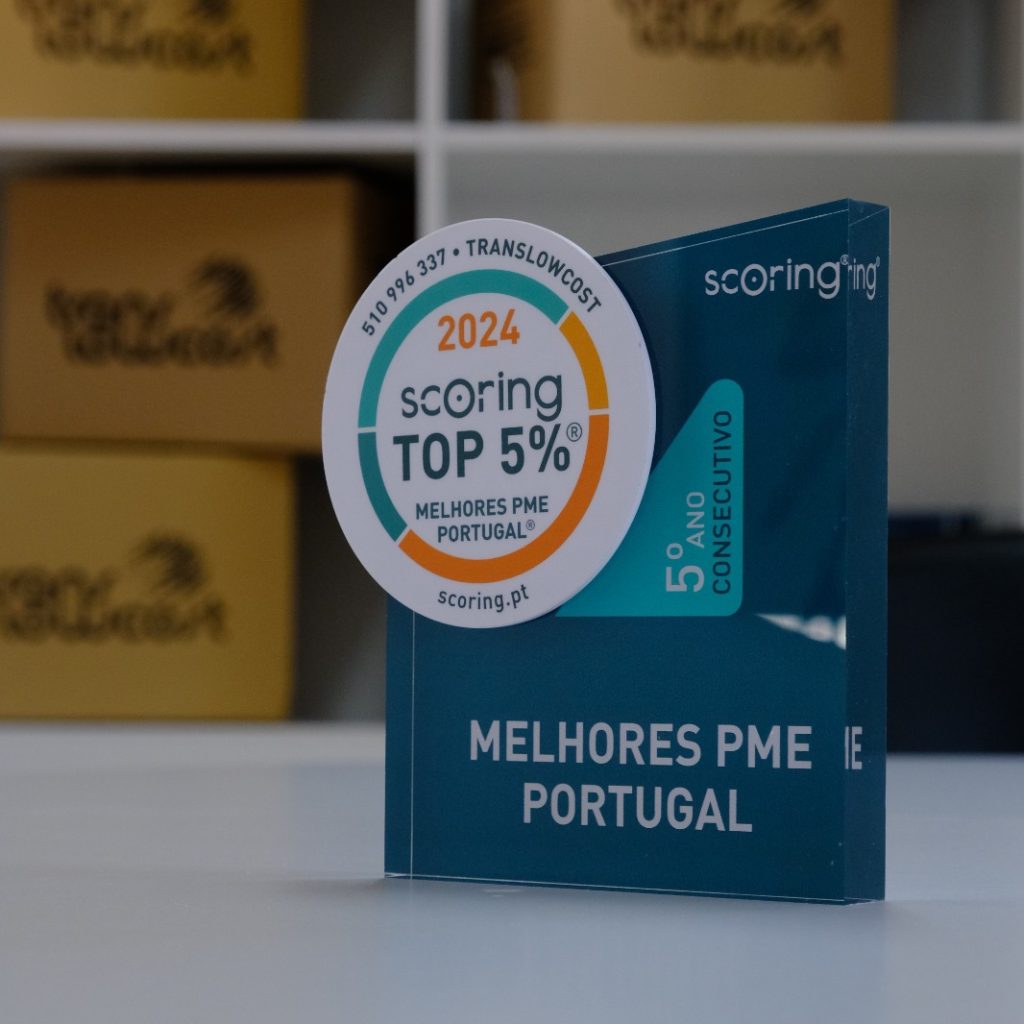 510 996 337 • TRANSLOWCOST
2024
scoring
TOP 5%®
MELHORES PME
PORTUGAL®
scoring.pt
scoring®
ring®
5º ANO
CONSECUTIVO
MELHORES PME
PORTUGAL